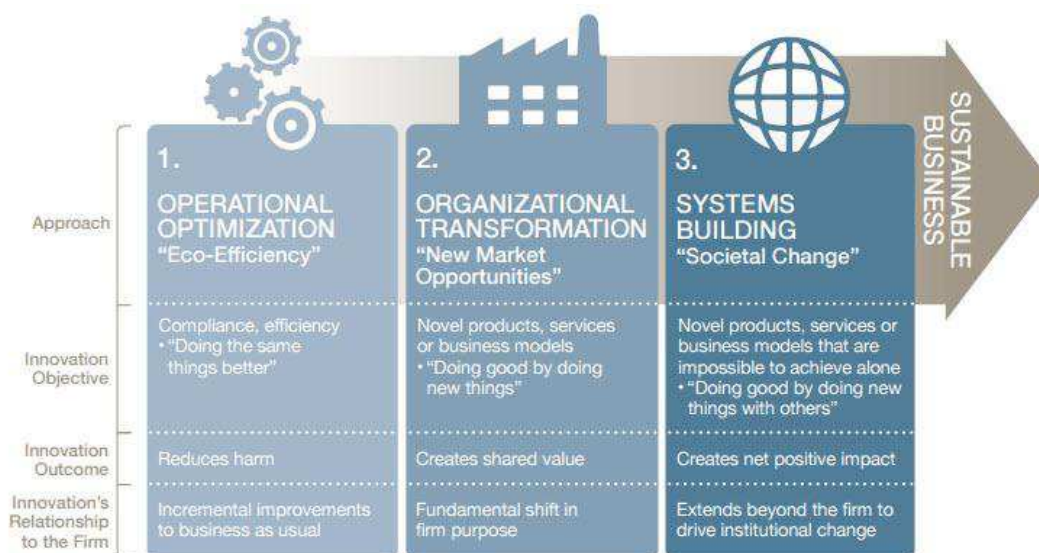 SUSTAINABLE
BUSINESS
Approach
1.
OPERATIONAL
OPTIMIZATION
“Eco-Efficiency”
2.
ORGANIZATIONAL
TRANSFORMATION
“New Market
Opportunities”
3.
SYSTEMS
BUILDING
“Societal Change”
Innovation
Objective
Compliance, efficiency
• “Doing the same
things better”
Novel products, services
or business models
• “Doing good by doing
new things”
Novel products, services or
business models that are
impossible to achieve alone
• “Doing good by doing new
things with others”
Innovation
Outcome
Reduces harm
Creates shared value
Creates net positive impact
Innovation’s
Relationship
to the Firm
Incremental improvements
to business as usual
Fundamental shift in
firm purpose
Extends beyond the firm to
drive institutional change